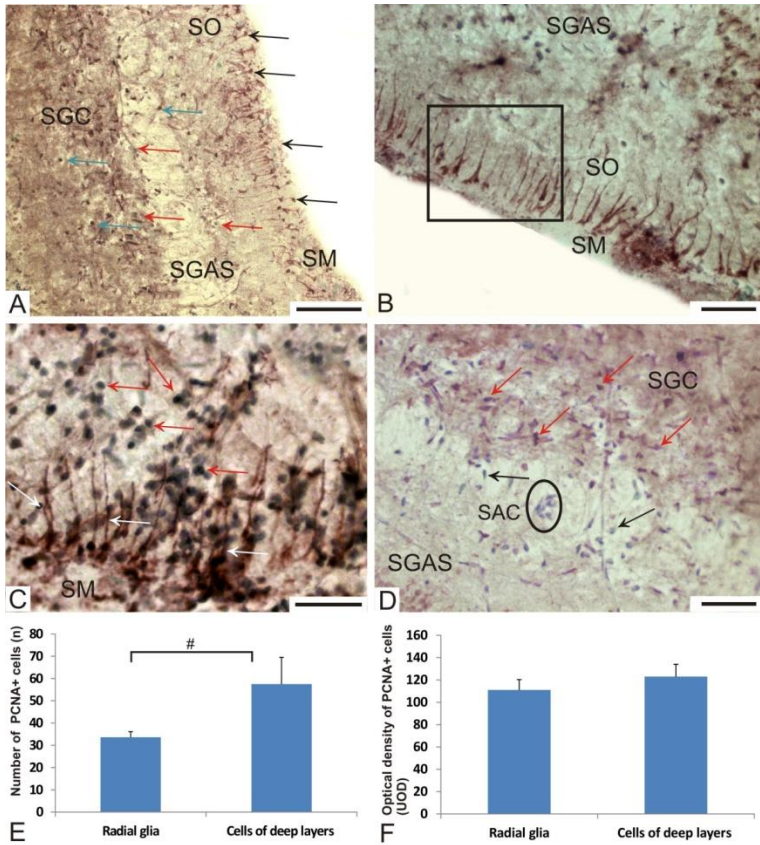 SO
SGC
SGAS
SM
A
SGAS
SO
SM
B
SM
C
SGC
SAC
SGAS
D
Number of PCNA+ cells (n)
80
70
60
50
40
30
20
10
0
#
Radial glia
Cells of deep layers
E
Optical density of PCNA+ cells
(UOD)
160
140
120
100
80
60
40
20
0
Radial glia
Cells of deep layers
F